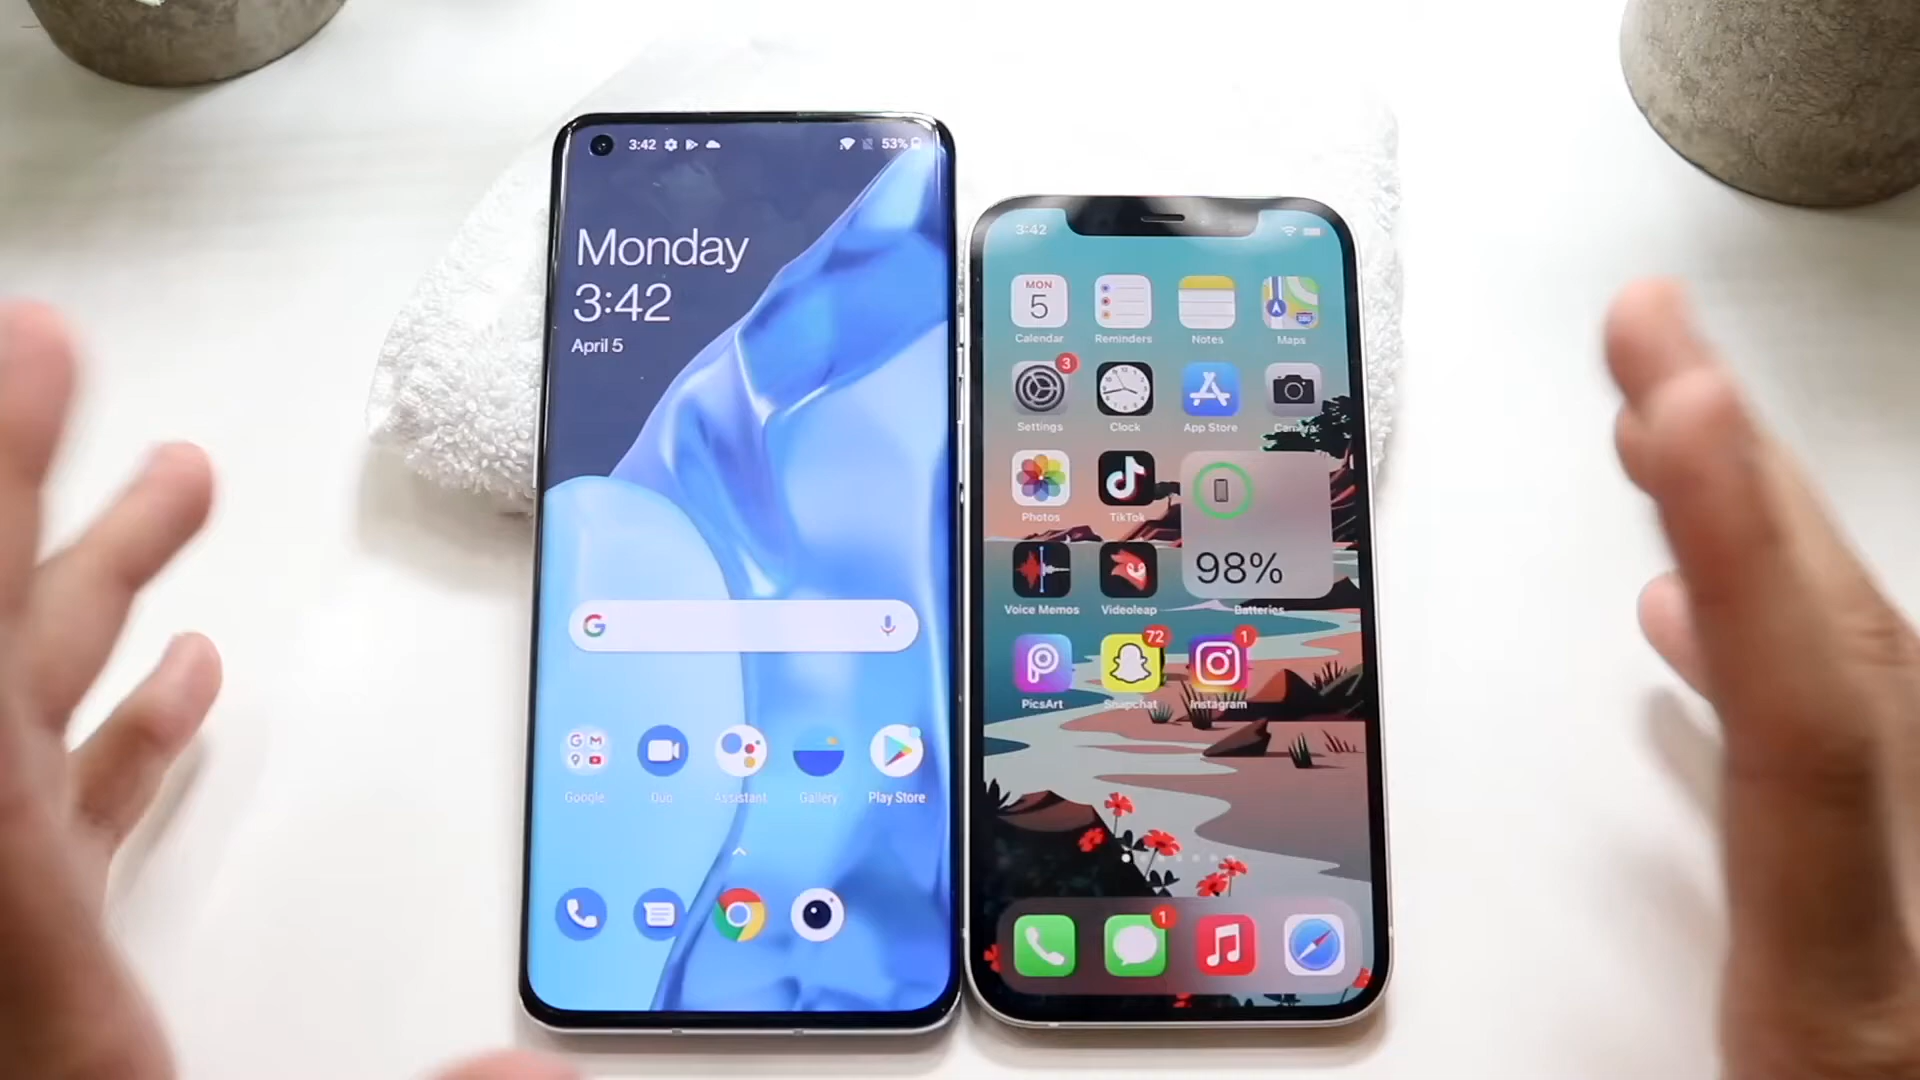 3:42
53%
Monday
3:42
April 5
Google
Duo
Assistant
Gallery
Play Store
3:42
MON
5
Calendar
Reminders
Notes
Maps
3
Settings
Clock
App Store
Camera
Photos
TikTok
98%
Voice Memos
Videoleap
Batteries
72
1
PicsArt
Snapchat
Instagram
1